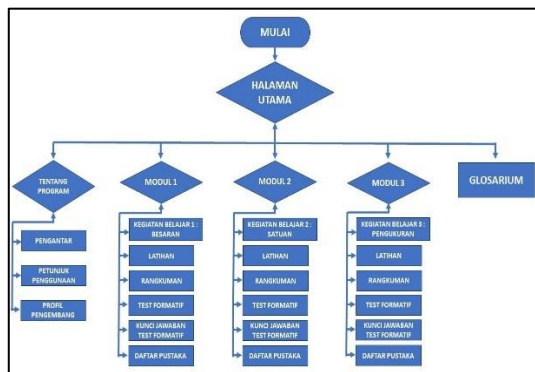 MULAI
HALAMAN
UTAMA
TENTANG
PROGRAM
MODUL 1
MODUL 2
MODUL 3
GLOSARIUM
PENGANTAR
PETUNJUK
PENGGUNAAN
PROFIL
PENGEMBANG
KEGIATAN BELAJAR 1 :
BESARAN
LATIHAN
RANGKUMAN
TEST FORMATIF
KUNCI JAWABAN
TEST FORMATIF
DAFTAR PUSTAKA
KEGIATAN BELAJAR 2 :
SATUAN
LATIHAN
RANGKUMAN
TEST FORMATIF
KUNCI JAWABAN
TEST FORMATIF
DAFTAR PUSTAKA
KEGIATAN BELAJAR 3 :
PENGUKURAN
LATIHAN
RANGKUMAN
TEST FORMATIF
KUNCI JAWABAN
TEST FORMATIF
DAFTAR PUSTAKA